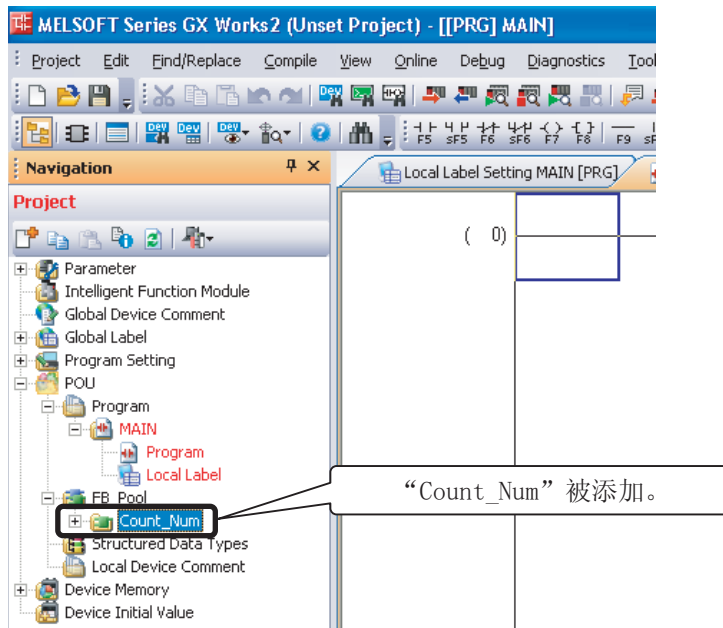 MELSOFT Series GX Works2 (Unset Project) - [[PRG] MAIN]
Project Edit Find/Replace Compile View Online Debug Diagnostics Tool
F5 sF5 F6 sF6 F7 F8 F9
Navigation
Local Label Setting MAIN [PRG]
Project
( 0)
Parameter
Intelligent Function Module
Global Device Comment
Global Label
Program Setting
POU
Program
MAIN
Program
Local Label
“Count_Num”被添加。
FB_Pool
Count_Num
Structured Data Types
Local Device Comment
Device Memory
Device Initial Value